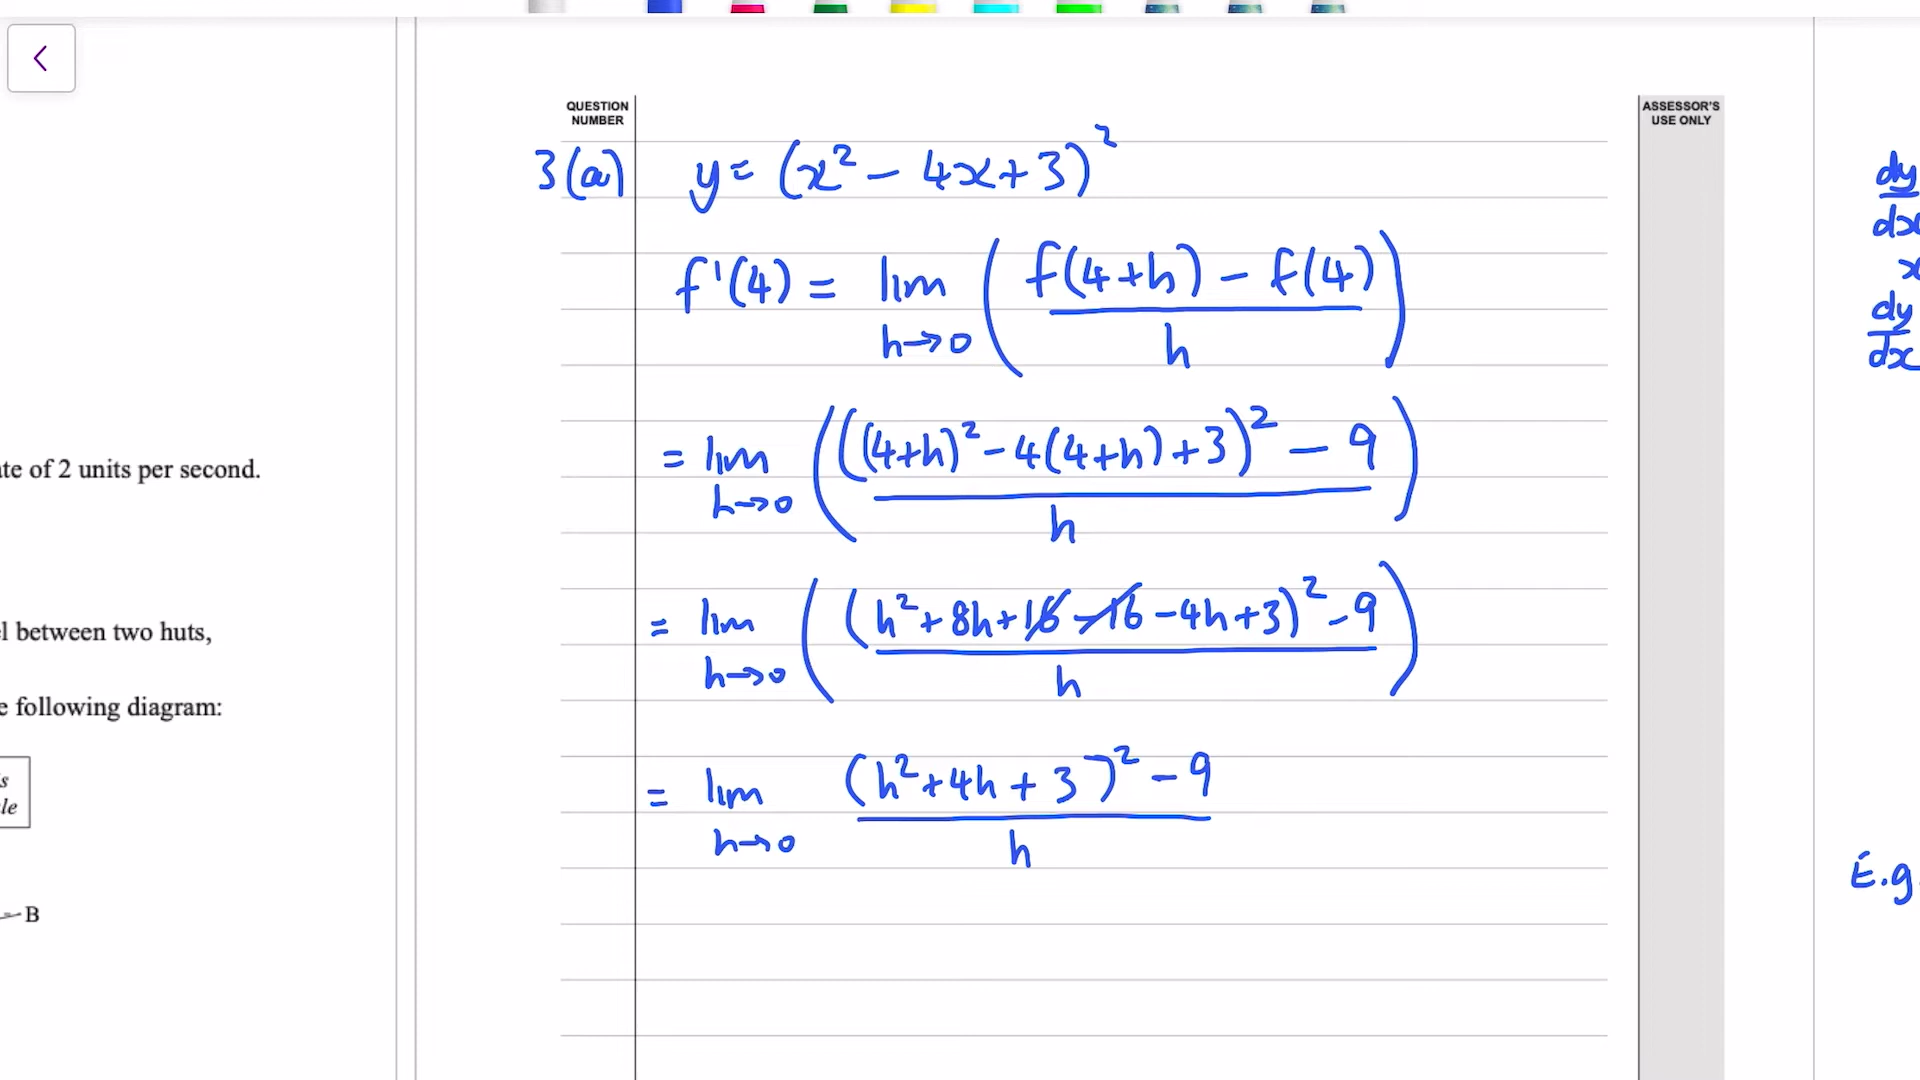 QUESTION NUMBER
ASSESSOR'S USE ONLY
3(a) y = (x² - 4x + 3)²
f'(4) = lim h→0 ( (f(4+h) - f(4)) / h )
= lim h→0 ( (((4+h)² - 4(4+h) + 3)² - 9) / h )
= lim h→0 ( ((h² + 8h + 16 - 16 - 4h + 3)² - 9) / h )
= lim h→0 ((h² + 4h + 3)² - 9) / h
te of 2 units per second.
l between two huts,
e following diagram:
s
le
B
dy
dx
dy
dx
E.g.